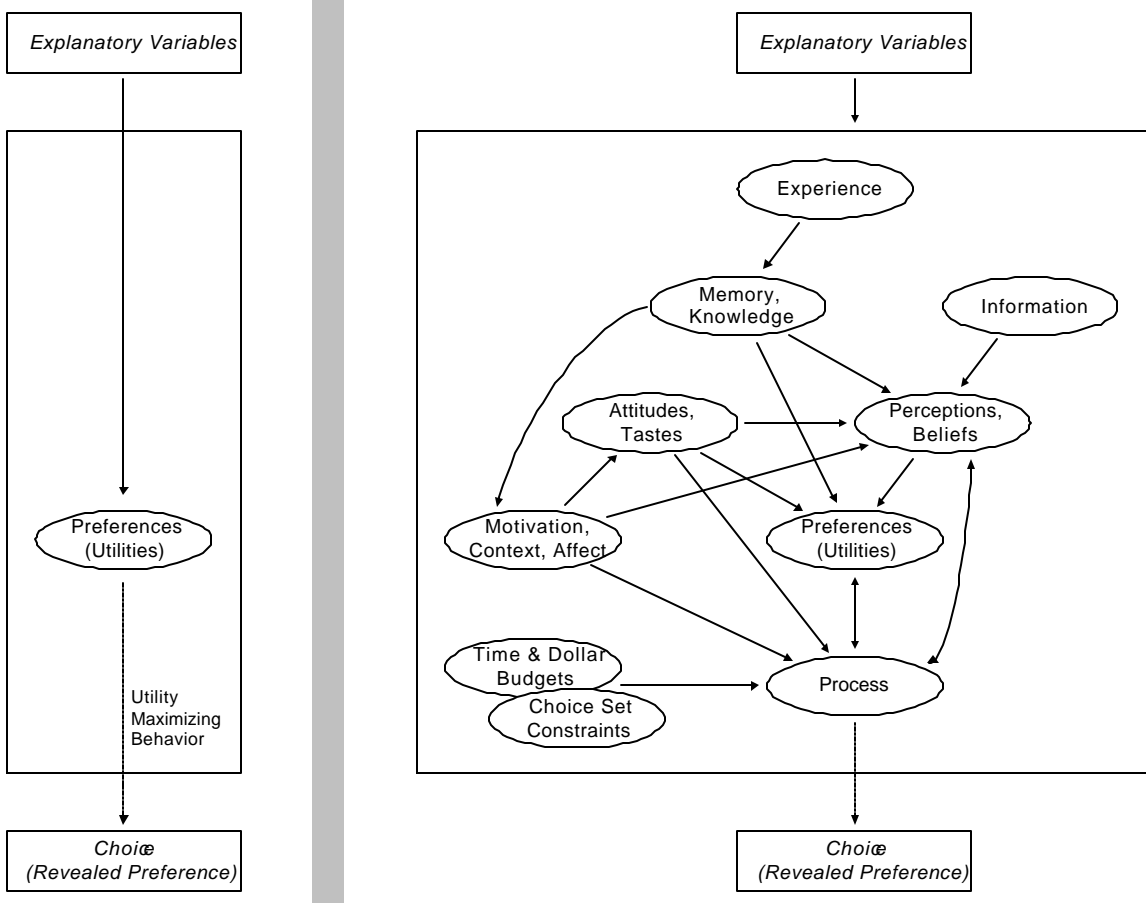 Explanatory Variables
Preferences
(Utilities)
Utility
Maximizing
Behavior
Choice
(Revealed Preference)
Explanatory Variables
Experience
Memory,
Knowledge
Information
Attitudes,
Tastes
Perceptions,
Beliefs
Motivation,
Context, Affect
Preferences
(Utilities)
Time & Dollar
Budgets
Choice Set
Constraints
Process
Choice
(Revealed Preference)